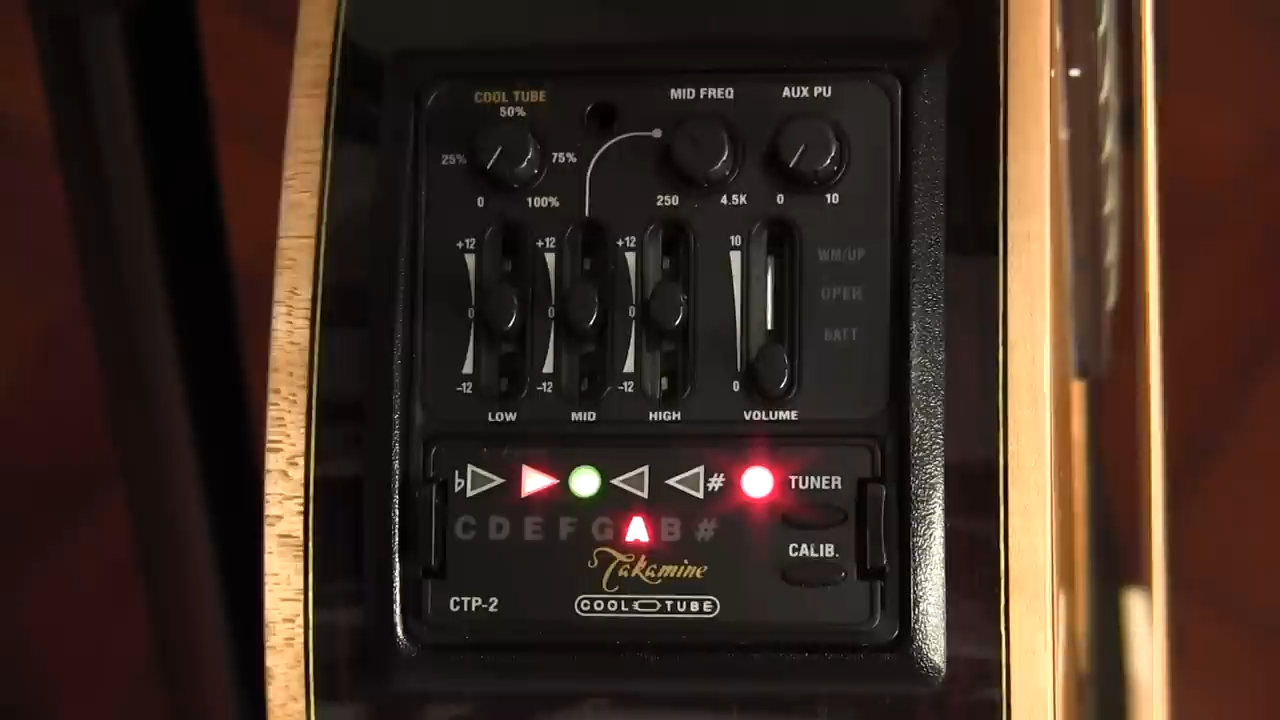 COOL TUBE MID FREQ AUX PU
50%
25% 75%
0 100% 250 4.5K 0 10
+12 +12 +12 10
WM/UP
OPER
0 0 0
BATT
-12 -12 -12 0
LOW MID HIGH VOLUME
♭ # TUNER
C D E F G A B #
CALIB.
Takamine
CTP-2 COOL TUBE